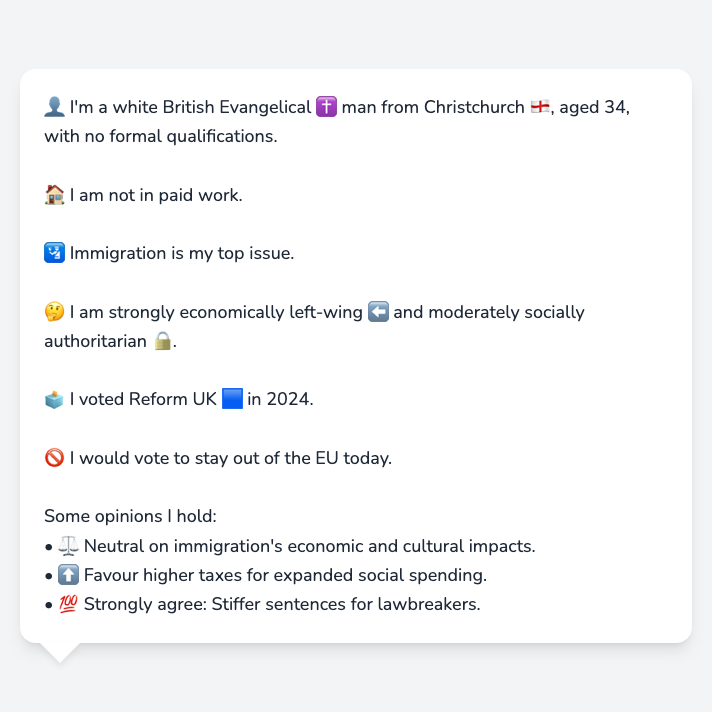 👤 I'm a white British Evangelical ✝️ man from Christchurch 🏴󠁧󠁢󠁥󠁮󠁧󠁿, aged 34,
with no formal qualifications.
🏠 I am not in paid work.
🛂 Immigration is my top issue.
🤔 I am strongly economically left-wing ⬅️ and moderately socially
authoritarian 🔒.
🗳️ I voted Reform UK 🟦 in 2024.
🚫 I would vote to stay out of the EU today.
Some opinions I hold:
• ⚖️ Neutral on immigration's economic and cultural impacts.
• ⬆️ Favour higher taxes for expanded social spending.
• 💯 Strongly agree: Stiffer sentences for lawbreakers.